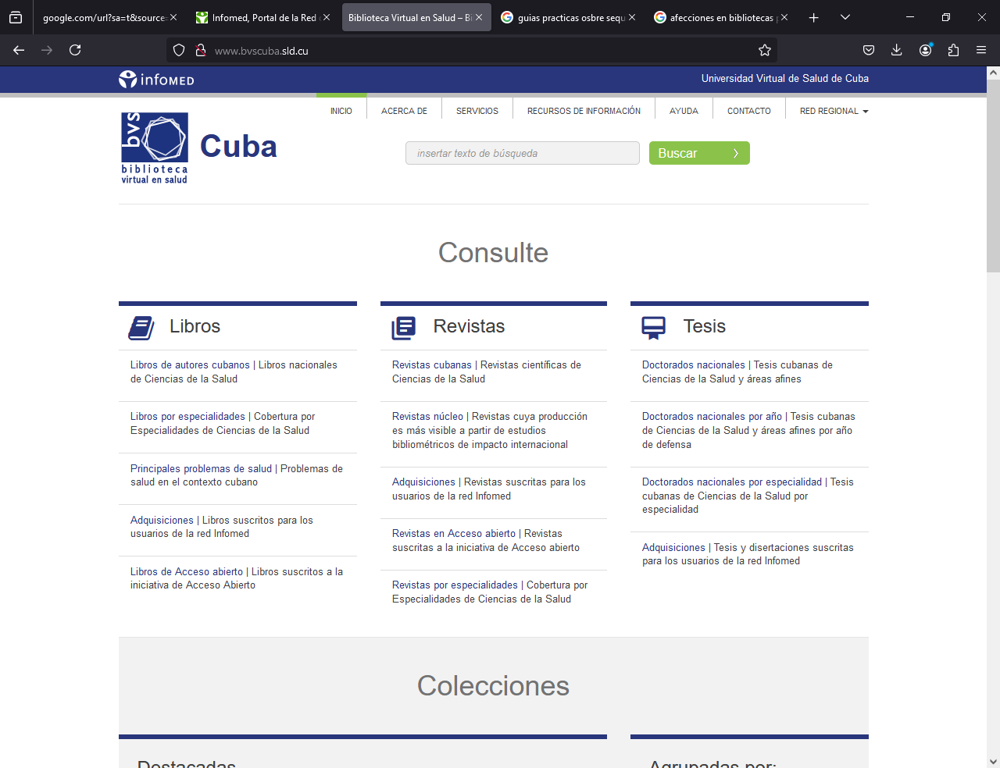 google.com/url?sa=t&source=
Infomed, Portal de la Red
Biblioteca Virtual en Salud – Bi
guias practicas osbre sequ
afecciones en bibliotecas
www.bvscuba.sld.cu
infoMED
Universidad Virtual de Salud de Cuba
INICIO
ACERCA DE
SERVICIOS
RECURSOS DE INFORMACIÓN
AYUDA
CONTACTO
RED REGIONAL
bvs
biblioteca
virtual en salud
Cuba
insertar texto de búsqueda
Buscar
Consulte
Libros
Libros de autores cubanos | Libros nacionales
de Ciencias de la Salud
Libros por especialidades | Cobertura por
Especialidades de Ciencias de la Salud
Principales problemas de salud | Problemas de
salud en el contexto cubano
Adquisiciones | Libros suscritos para los
usuarios de la red Infomed
Libros de Acceso abierto | Libros suscritos a la
iniciativa de Acceso Abierto
Revistas
Revistas cubanas | Revistas científicas de
Ciencias de la Salud
Revistas núcleo | Revistas cuya producción
es más visible a partir de estudios
bibliométricos de impacto internacional
Adquisiciones | Revistas suscritas para los
usuarios de la red Infomed
Revistas en Acceso abierto | Revistas
suscritas a la iniciativa de Acceso abierto
Revistas por especialidades | Cobertura por
Especialidades de Ciencias de la Salud
Tesis
Doctorados nacionales | Tesis cubanas de
Ciencias de la Salud y áreas afines
Doctorados nacionales por año | Tesis cubanas
de Ciencias de la Salud y áreas afines por año
de defensa
Doctorados nacionales por especialidad | Tesis
cubanas de Ciencias de la Salud por
especialidad
Adquisiciones | Tesis y disertaciones suscritas
para los usuarios de la red Infomed
Colecciones
Destacadas
Agrupadas por: